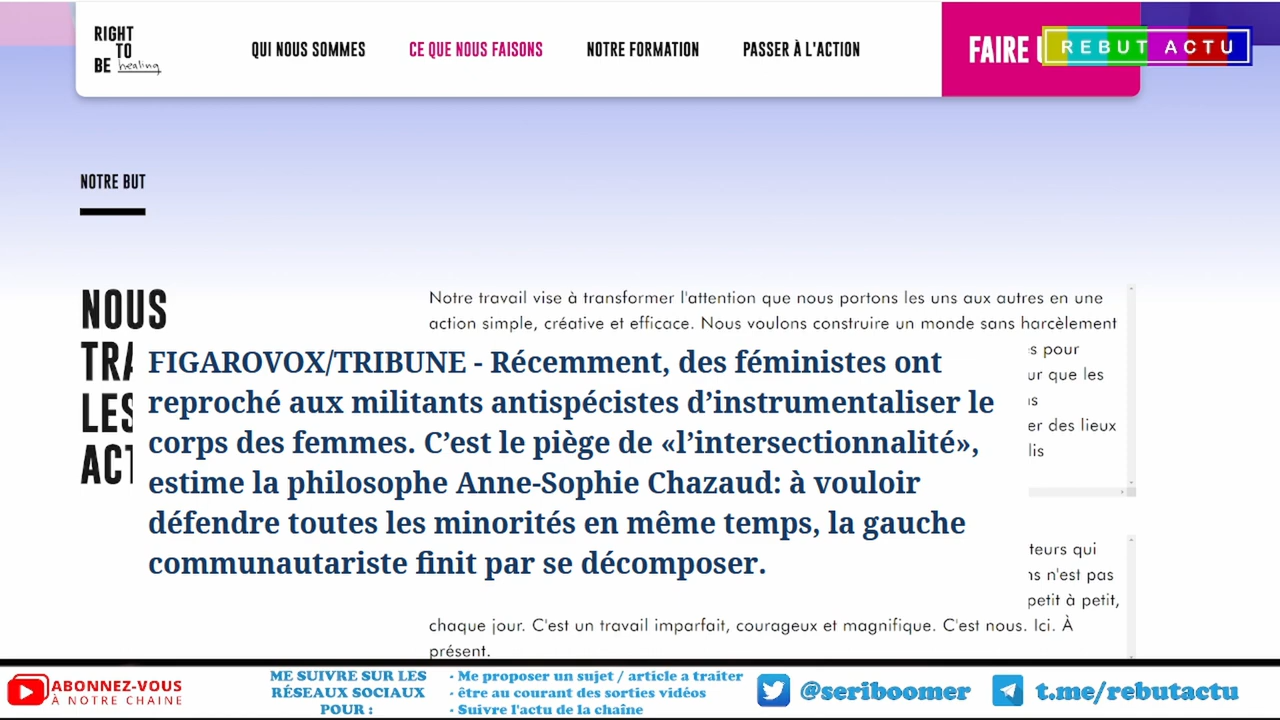 RIGHT
TO
BE healing
QUI NOUS SOMMES
CE QUE NOUS FAISONS
NOTRE FORMATION
PASSER À L'ACTION
FAIRE
REBUT ACTU
NOTRE BUT
NOUS
Notre travail vise à transformer l'attention que nous portons les uns aux autres en une
action simple, créative et efficace. Nous voulons construire un monde sans harcèlement
pour
que les
er des lieux
FIGAROVOX/TRIBUNE - Récemment, des féministes ont
reproché aux militants antispécistes d’instrumentaliser le
corps des femmes. C’est le piège de «l’intersectionnalité»,
estime la philosophe Anne-Sophie Chazaud: à vouloir
défendre toutes les minorités en même temps, la gauche
communautariste finit par se décomposer.
TRA
LES
ACT
teurs qui
n'est pas
petit à petit,
chaque jour. C'est un travail imparfait, courageux et magnifique. C'est nous. Ici. À
présent.
ABONNEZ-VOUS
À NOTRE CHAINE
ME SUIVRE SUR LES
RÉSEAUX SOCIAUX
POUR :
- Me proposer un sujet / article a traiter
- être au courant des sorties vidéos
- Suivre l'actu de la chaîne
@seriboomer
t.me/rebutactu